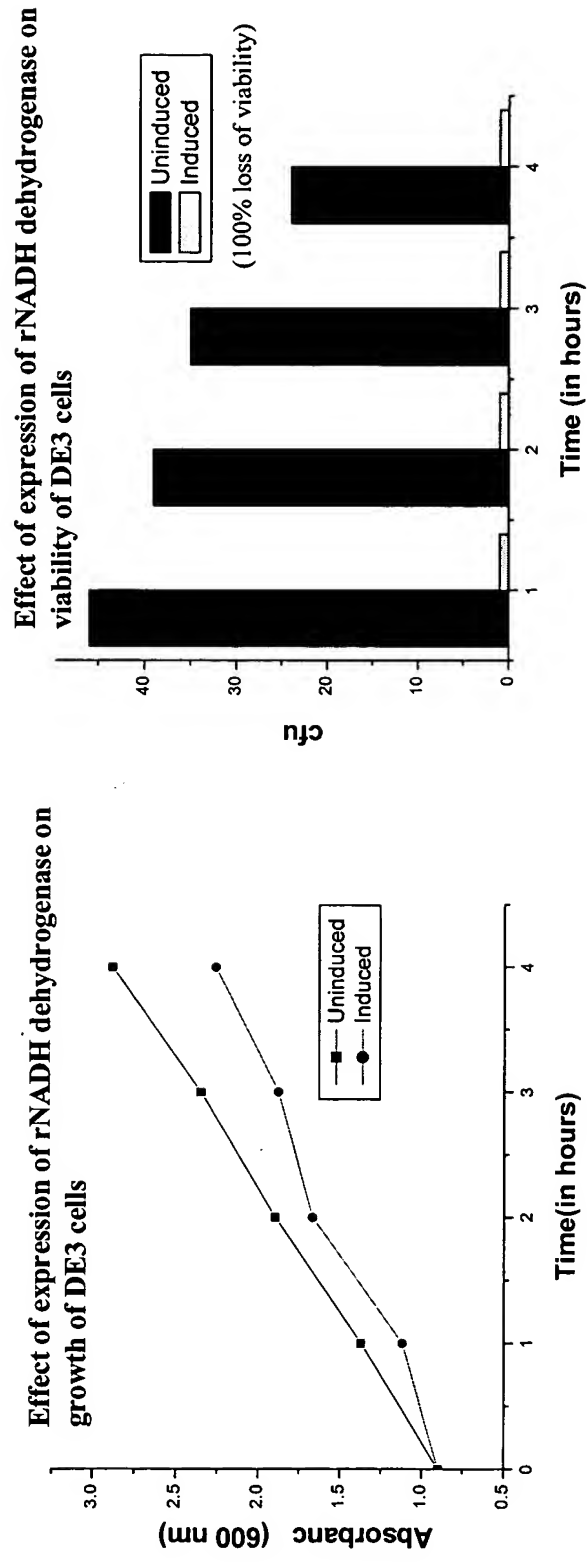 Effect of expression of rNADH dehydrogenase on
growth of DE3 cells
Absorbanc (600 nm)
3.0
2.5
2.0
1.5
1.0
0.5
0
1
2
3
4
Time(in hours)
Uninduced
Induced
Effect of expression of rNADH dehydrogenase on
viability of DE3 cells
cfu
40
30
20
10
0
1
2
3
4
Time (in hours)
Uninduced
Induced
(100% loss of viability)